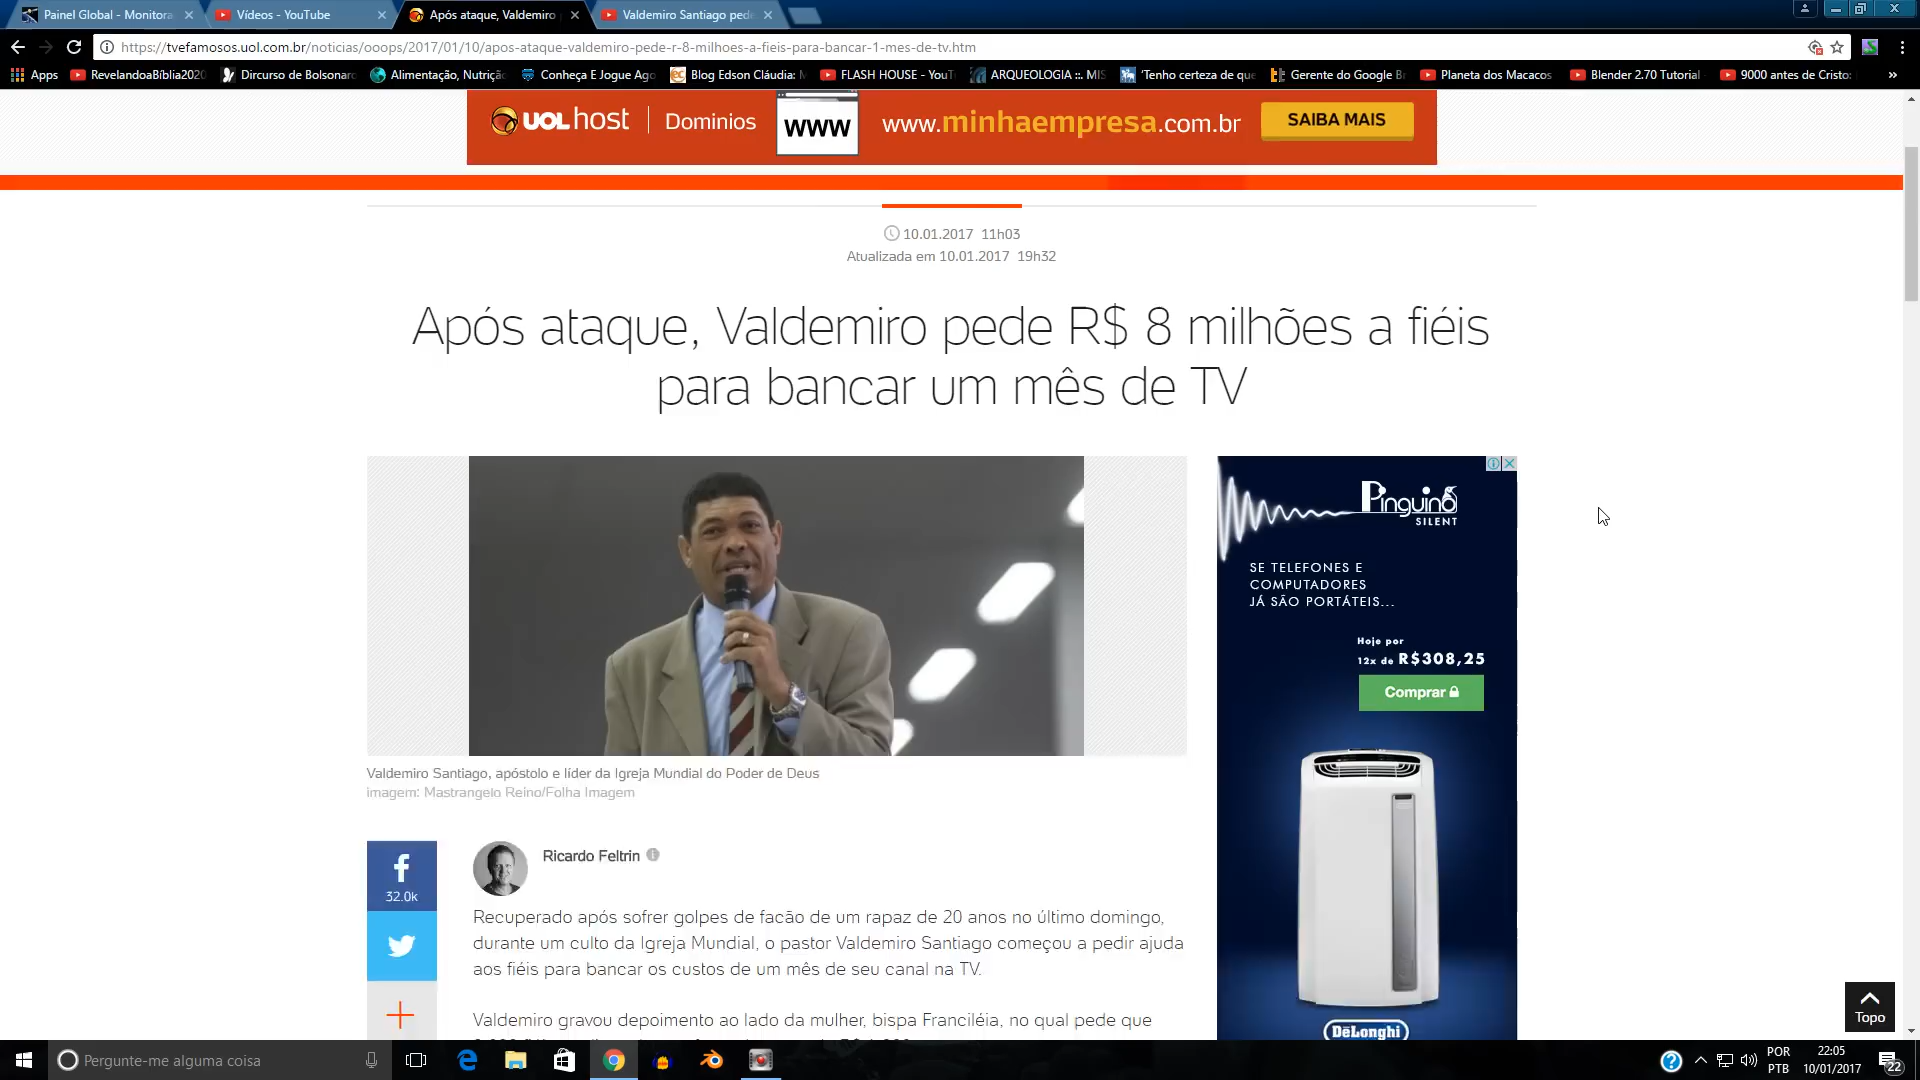 Painel Global - Monitora
Vídeos - YouTube
Após ataque, Valdemiro
Valdemiro Santiago pede
https://tvefamosos.uol.com.br/noticias/ooops/2017/01/10/apos-ataque-valdemiro-pede-r-8-milhoes-a-fieis-para-bancar-1-mes-de-tv.htm
Apps
RevelandoaBíblia2020
Dircurso de Bolsonaro
Alimentação, Nutrição
Conheça E Jogue Ago
Blog Edson Cláudia:
FLASH HOUSE - YouT
ARQUEOLOGIA ::. MIS
'Tenho certeza de que
Gerente do Google Br
Planeta dos Macacos
Blender 2.70 Tutorial
9000 antes de Cristo:
»
UOL host
Dominios
www
www.minhaempresa.com.br
SAIBA MAIS
10.01.2017 11h03
Atualizada em 10.01.2017 19h32
Após ataque, Valdemiro pede R$ 8 milhões a fiéis
para bancar um mês de TV
Valdemiro Santiago, apóstolo e líder da Igreja Mundial do Poder de Deus
imagem: Mastrangelo Reino/Folha Imagem
32.0k
Ricardo Feltrin
Recuperado após sofrer golpes de facão de um rapaz de 20 anos no último domingo,
durante um culto da Igreja Mundial, o pastor Valdemiro Santiago começou a pedir ajuda
aos fiéis para bancar os custos de um mês de seu canal na TV.
Valdemiro gravou depoimento ao lado da mulher, bispa Franciléia, no qual pede que
Pinguino
SILENT
SE TELEFONES E
COMPUTADORES
JÁ SÃO PORTÁTEIS...
Hoje por
12x de R$308,25
Comprar
DeLonghi
Topo
Pergunte-me alguma coisa
POR
PTB
22:05
10/01/2017
22